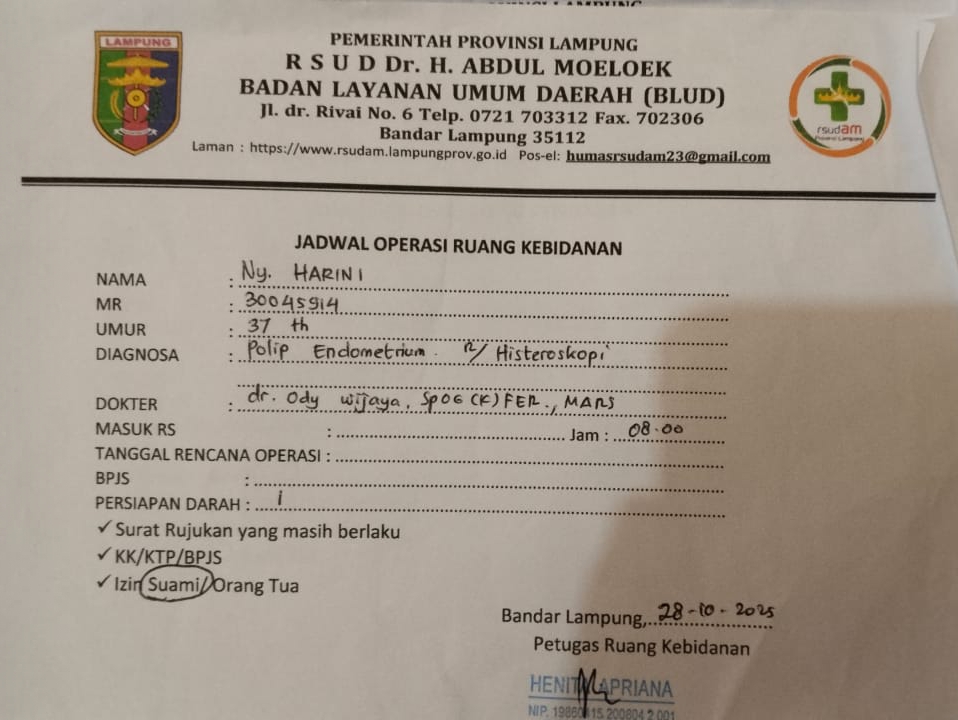 LAMPUNG
PEMERINTAH PROVINSI LAMPUNG
R S U D Dr. H. ABDUL MOELOEK
BADAN LAYANAN UMUM DAERAH (BLUD)
Jl. dr. Rivai No. 6 Telp. 0721 703312 Fax. 702306
Bandar Lampung 35112
Laman : https://www.rsudam.lampungprov.go.id Pos-el: humasrsudam23@gmail.com
rsudam
Provinsi Lampung
JADWAL OPERASI RUANG KEBIDANAN
NAMA : Ny. HARINI
MR : 30045914
UMUR : 37 th
DIAGNOSA : Polip Endometrium R/ Histeroskopi
DOKTER : dr. Ody wijaya, SpOG (K) FER., MARS
MASUK RS : Jam : 08.00
TANGGAL RENCANA OPERASI :
BPJS :
PERSIAPAN DARAH : i
✓ Surat Rujukan yang masih berlaku
✓ KK/KTP/BPJS
✓ Izin Suami/Orang Tua
Bandar Lampung, 28-10-2025
Petugas Ruang Kebidanan
APRIANA
NIP.